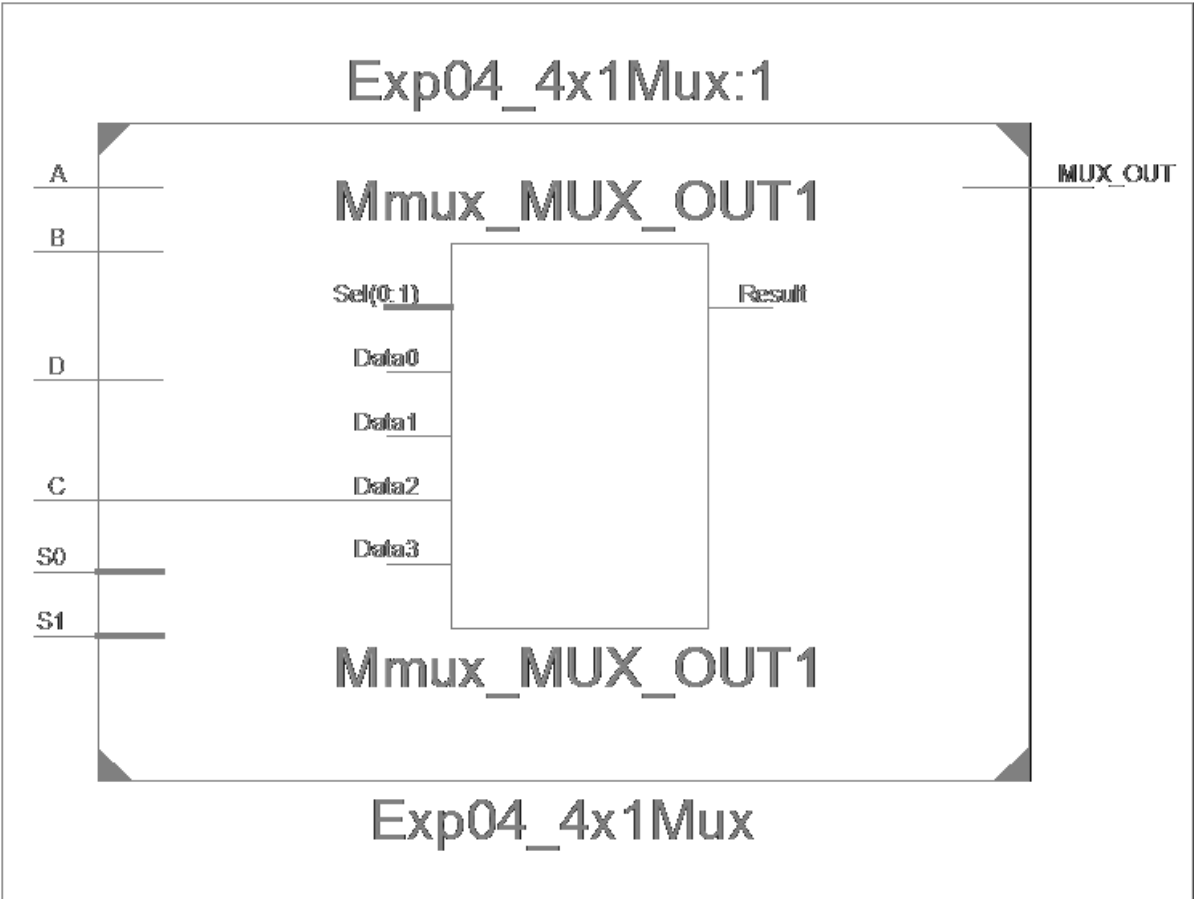 Exp04_4x1Mux:1
A
MUX_OUT
Mmux_MUX_OUT1
B
Sel(0:1)
Result
Data0
D
Data1
C
Data2
Data3
S0
S1
Mmux_MUX_OUT1
Exp04_4x1Mux